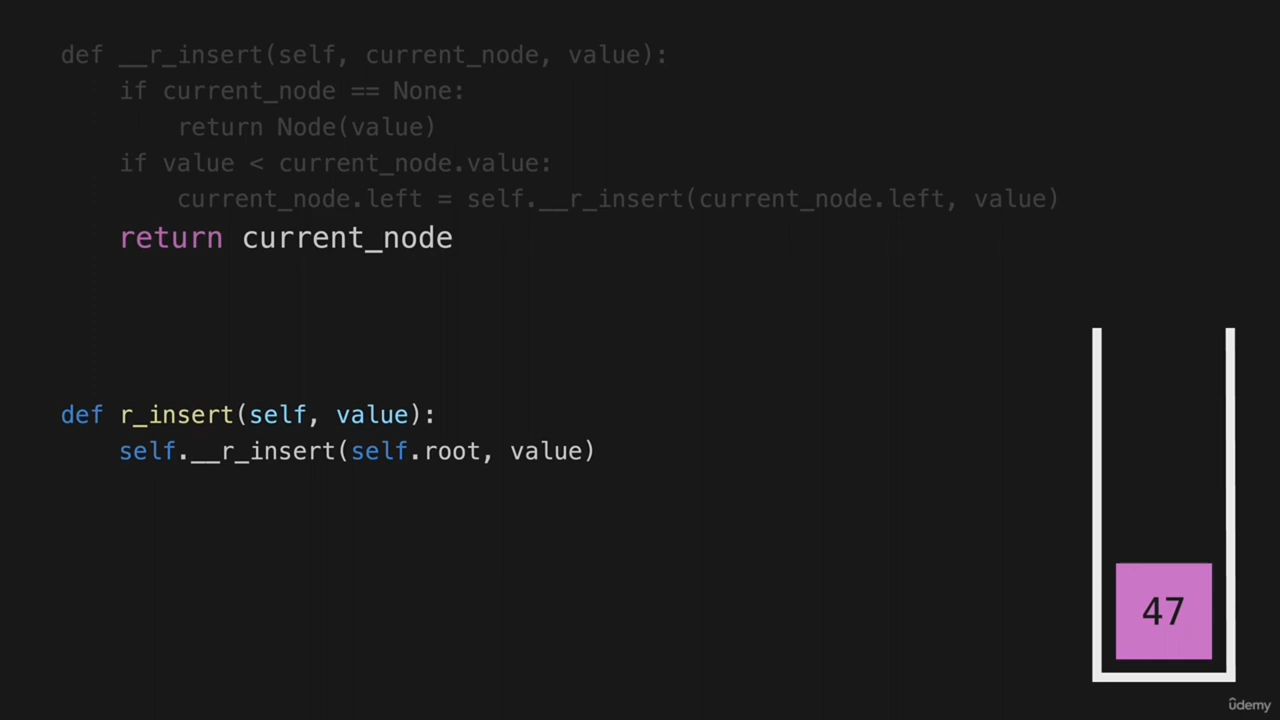 def __r_insert(self, current_node, value):
    if current_node == None:
        return Node(value)
    if value < current_node.value:
        current_node.left = self.__r_insert(current_node.left, value)
    return current_node
def r_insert(self, value):
    self.__r_insert(self.root, value)
47
ûdemy